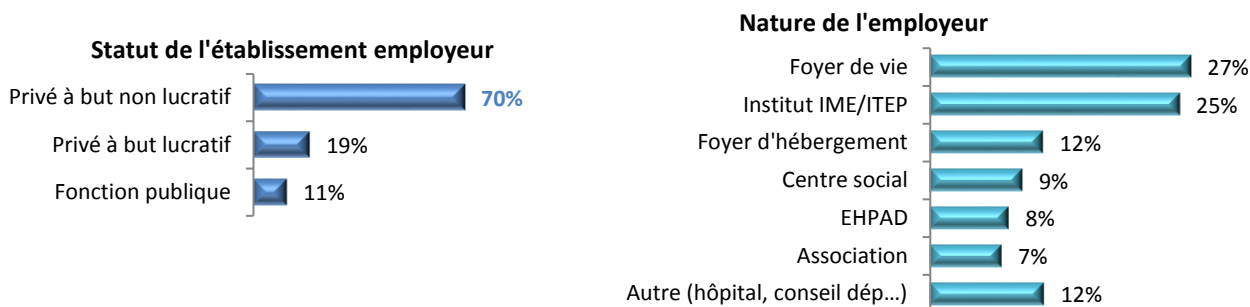 Statut de l'établissement employeur
Privé à but non lucratif 70%
Privé à but lucratif 19%
Fonction publique 11%
Nature de l'employeur
Foyer de vie 27%
Institut IME/ITEP 25%
Foyer d'hébergement 12%
Centre social 9%
EHPAD 8%
Association 7%
Autre (hôpital, conseil dép...) 12%